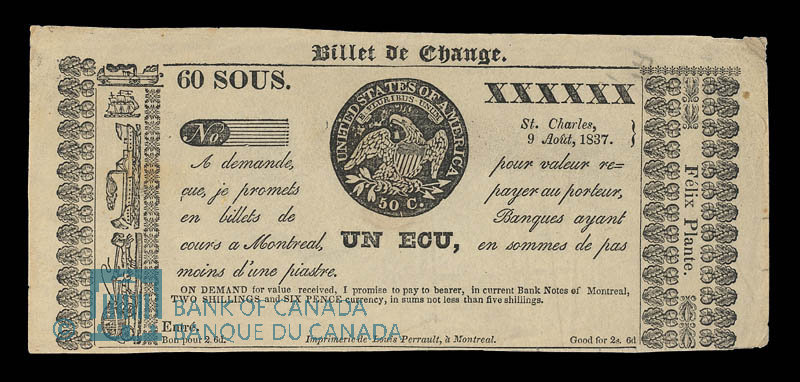 Billet de Change.
60 SOUS.
XXXXXX
UNITED STATES OF AMERICA
E PLURIBUS UNUM
50 C.
No
St. Charles,
9 Août, 1837.
A demande, pour valeur re-
çue, je promets payer au porteur,
en billets de Banques ayant
cours a Montreal, UN ECU, en sommes de pas
moins d'une piastre.
ON DEMAND for value received, I promise to pay to bearer, in current Bank Notes of Montreal,
TWO SHILLINGS and SIX PENCE currency, in sums not less than five shillings.
Entré,
Bon pour 2. 6d. Imprimerie de Louis Perrault, à Montreal. Good for 2s. 6d
Félix Plante.
© BANK OF CANADA
BANQUE DU CANADA